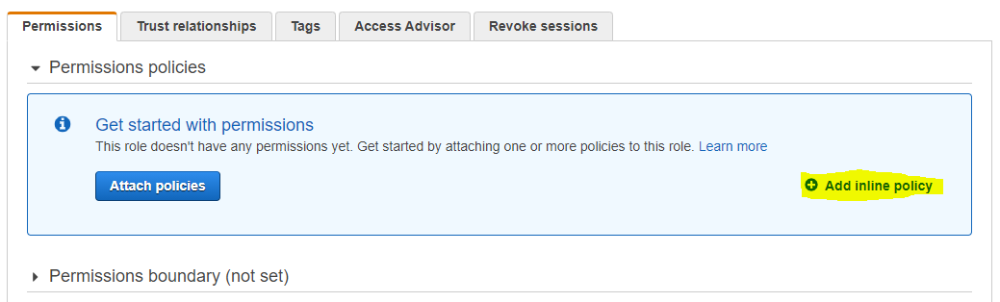 Permissions Trust relationships Tags Access Advisor Revoke sessions
Permissions policies
Get started with permissions
This role doesn't have any permissions yet. Get started by attaching one or more policies to this role. Learn more
Attach policies Add inline policy
Permissions boundary (not set)